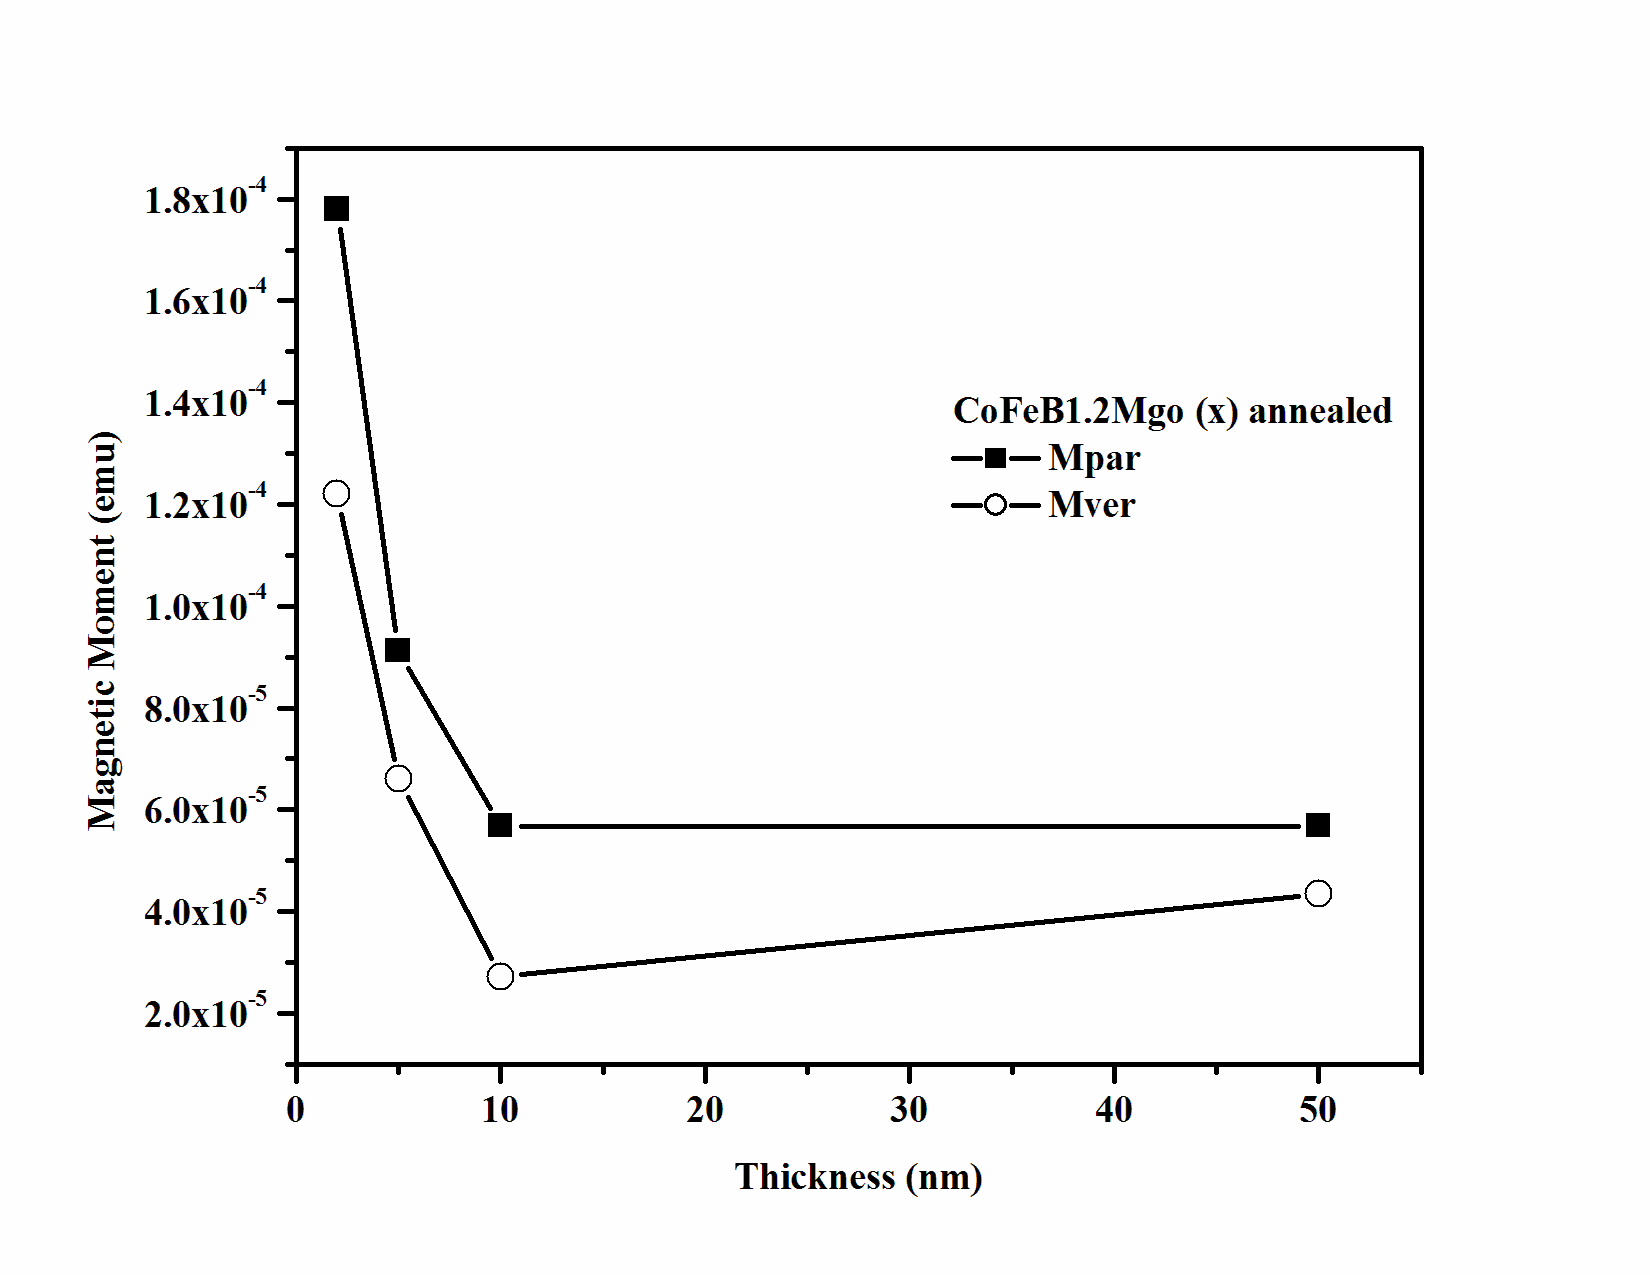 1.8x10-4
1.6x10-4
1.4x10-4
1.2x10-4
1.0x10-4
8.0x10-5
6.0x10-5
4.0x10-5
2.0x10-5
Magnetic Moment (emu)
CoFeB1.2Mgo (x) annealed
Mpar
Mver
0 10 20 30 40 50
Thickness (nm)